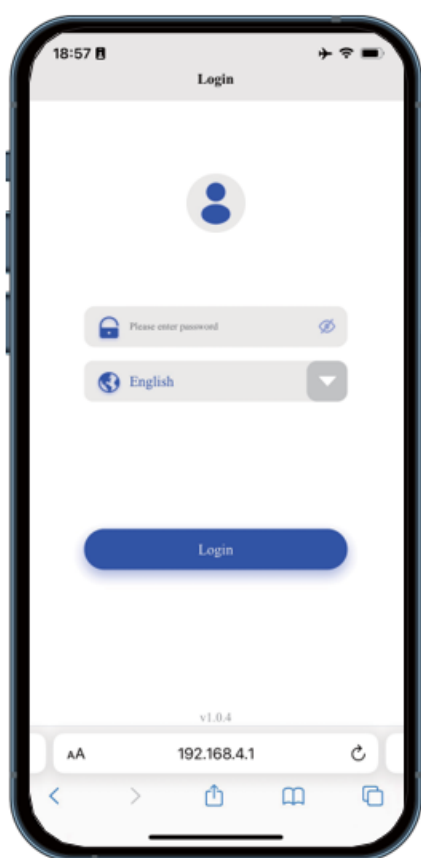 18:57
Login
Please enter password
English
Login
v1.0.4
AA 192.168.4.1